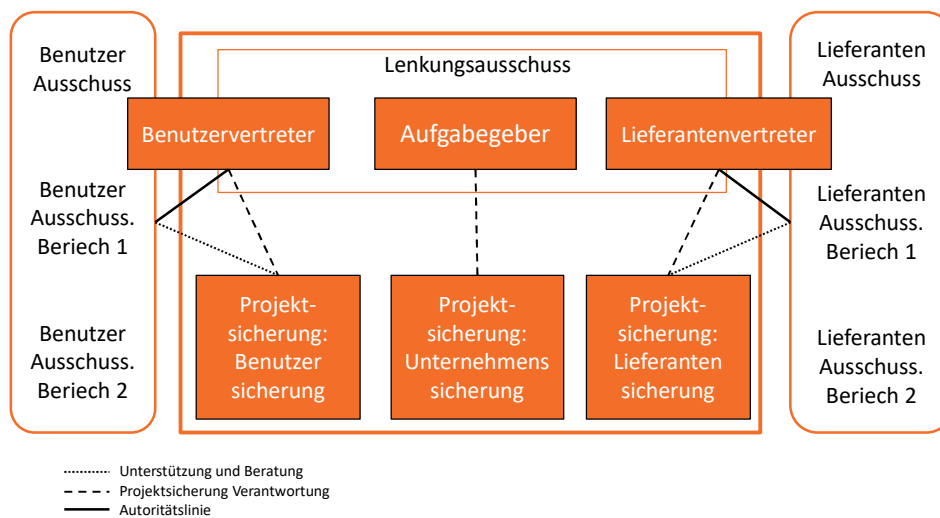 Benutzer
Ausschuss
Benutzer
Ausschuss.
Beriech 1
Benutzer
Ausschuss.
Beriech 2
Lenkungsausschuss
Benutzervertreter
Aufgabegeber
Lieferantenvertreter
Projekt-
sicherung:
Benutzer
sicherung
Projekt-
sicherung:
Unternehmens
sicherung
Projekt-
sicherung:
Lieferanten
sicherung
Lieferanten
Ausschuss
Lieferanten
Ausschuss.
Beriech 1
Lieferanten
Ausschuss.
Beriech 2
Unterstützung und Beratung
Projektsicherung Verantwortung
Autoritätslinie